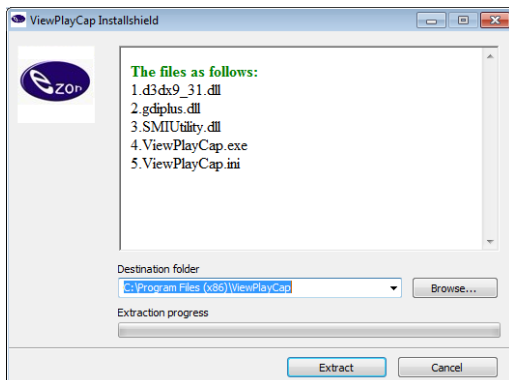 ViewPlayCap Installshield
ezon
The files as follows:
1.d3dx9_31.dll
2.gdiplus.dll
3.SMIUtility.dll
4.ViewPlayCap.exe
5.ViewPlayCap.ini
Destination folder
C:\Program Files (x86)\ViewPlayCap
Browse...
Extraction progress
Extract
Cancel